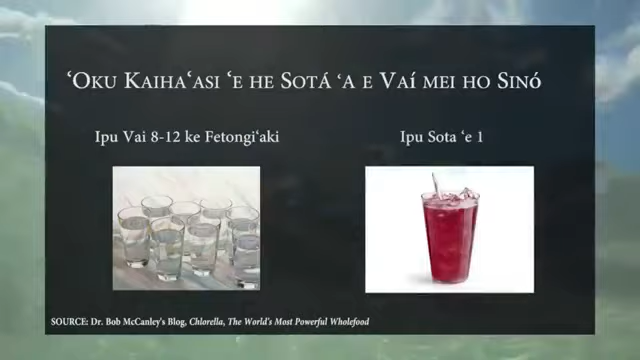 ʻOku Kaihaʻasi ʻe he Sotá ʻa e Vaí mei ho Sinó
Ipu Vai 8-12 ke Fetongiʻaki
Ipu Sota ʻe 1
SOURCE: Dr. Bob McCanley's Blog, Chlorella, The World's Most Powerful Wholefood